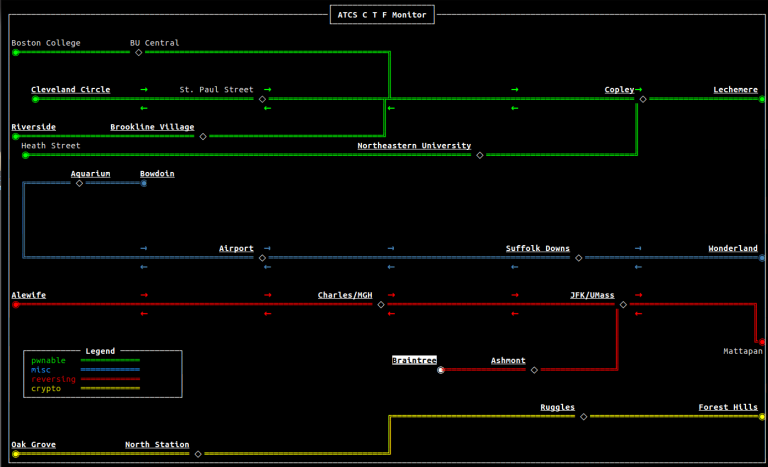 ATCS C T F Monitor
Boston College BU Central
Cleveland Circle St. Paul Street Copley Lechemere
Riverside Brookline Village
Heath Street Northeastern University
Aquarium Bowdoin
Airport Suffolk Downs Wonderland
Alewife Charles/MGH JFK/UMass
Mattapan
Legend
pwnable
misc
reversing
crypto
Braintree Ashmont
Ruggles Forest Hills
Oak Grove North Station